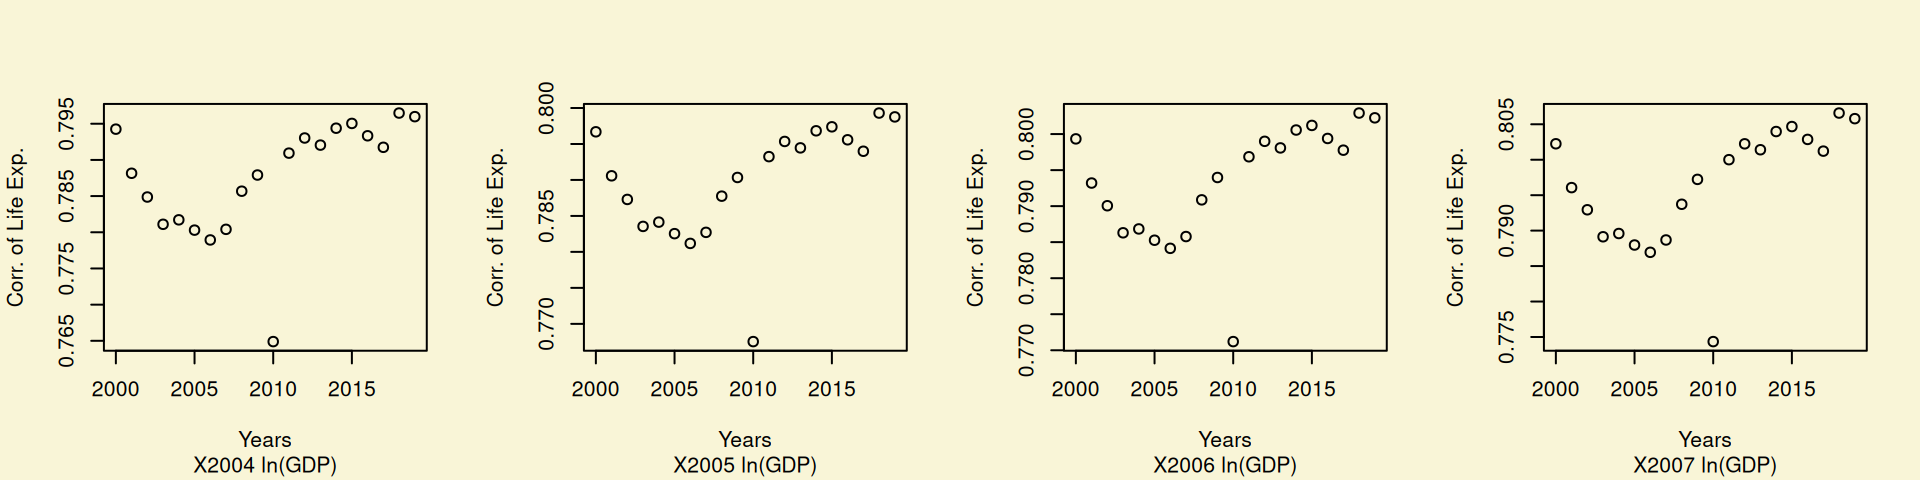 Corr. of Life Exp.
0.765 0.775 0.785 0.795
2000 2005 2010 2015
Years
X2004 ln(GDP)
Corr. of Life Exp.
0.770 0.785 0.800
2000 2005 2010 2015
Years
X2005 ln(GDP)
Corr. of Life Exp.
0.770 0.780 0.790 0.800
2000 2005 2010 2015
Years
X2006 ln(GDP)
Corr. of Life Exp.
0.775 0.790 0.805
2000 2005 2010 2015
Years
X2007 ln(GDP)